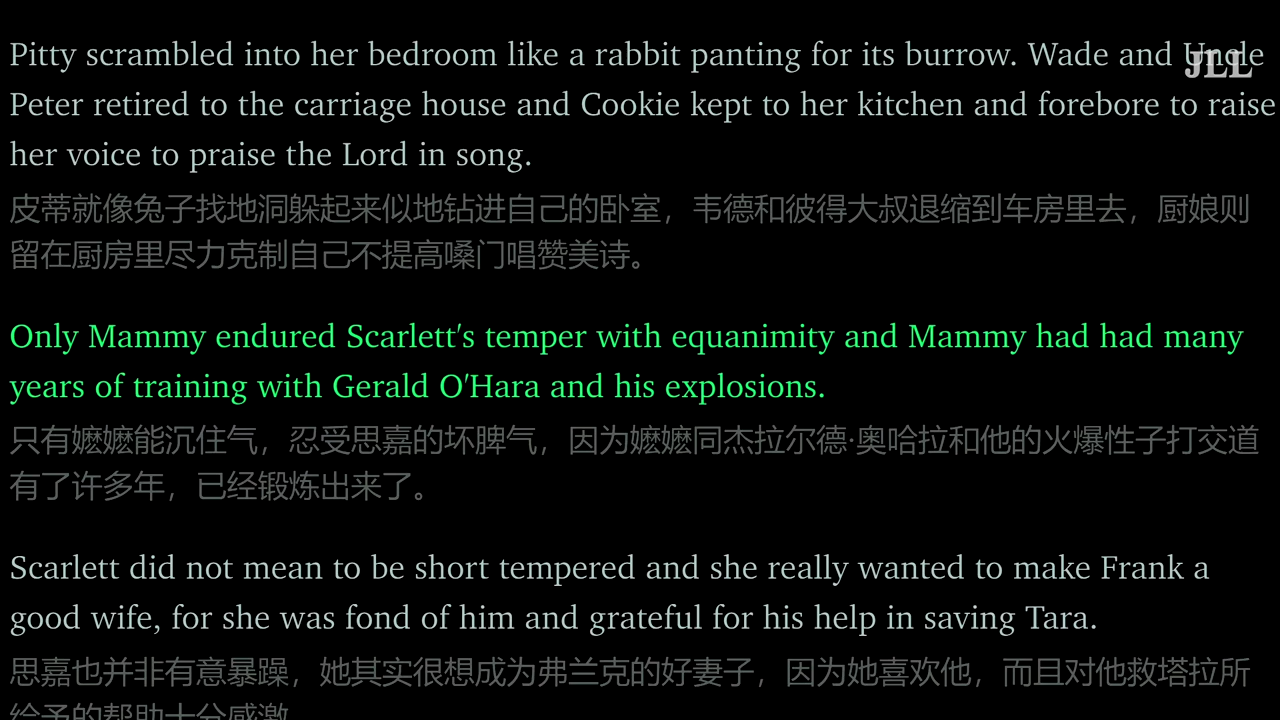 Pitty scrambled into her bedroom like a rabbit panting for its burrow. Wade and Uncle
JLL
Peter retired to the carriage house and Cookie kept to her kitchen and forebore to raise
her voice to praise the Lord in song.
皮蒂就像兔子找地洞躲起来似地钻进自己的卧室，韦德和彼得大叔退缩到车房里去，厨娘则
留在厨房里尽力克制自己不提高嗓门唱赞美诗。
Only Mammy endured Scarlett's temper with equanimity and Mammy had had many
years of training with Gerald O'Hara and his explosions.
只有嬷嬷能沉住气，忍受思嘉的坏脾气，因为嬷嬷同杰拉尔德·奥哈拉和他的火爆性子打交道
有了许多年，已经锻炼出来了。
Scarlett did not mean to be short tempered and she really wanted to make Frank a
good wife, for she was fond of him and grateful for his help in saving Tara.
思嘉也并非有意暴躁，她其实很想成为弗兰克的好妻子，因为她喜欢他，而且对他救塔拉所
给予的帮助十分感激